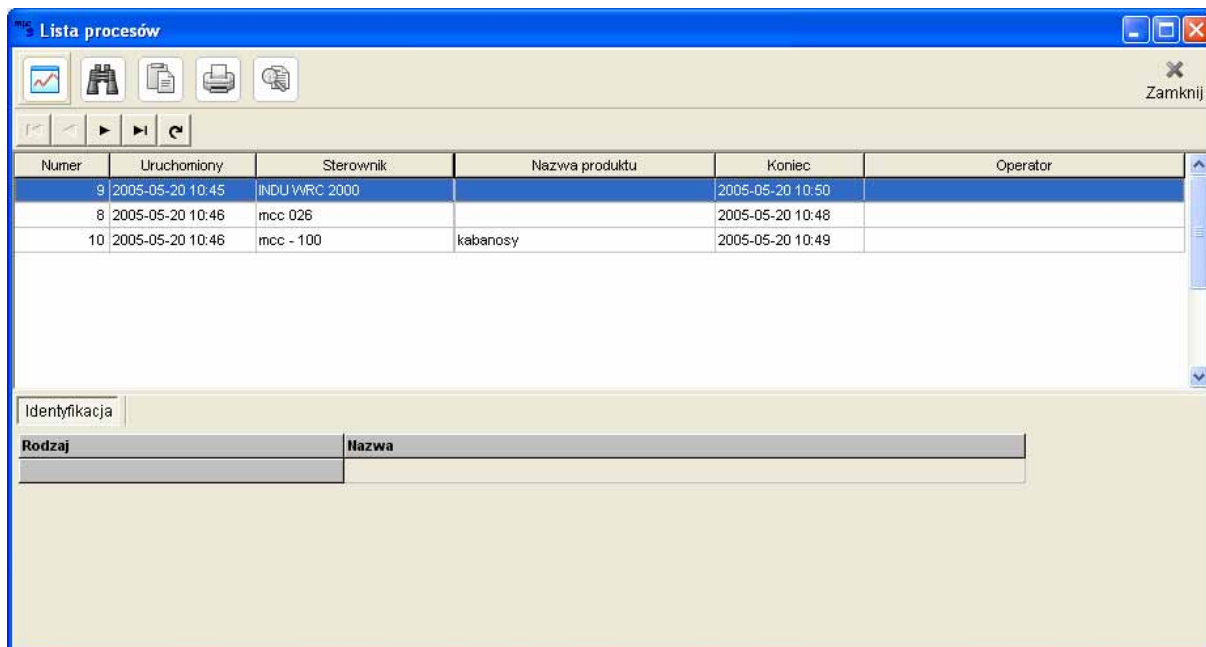 Lista procesów
Zamknij
Numer Uruchomiony Sterownik Nazwa produktu Koniec Operator
9 2005-05-20 10:45 INDU WRC 2000 2005-05-20 10:50
8 2005-05-20 10:46 mcc 026 2005-05-20 10:48
10 2005-05-20 10:46 mcc - 100 kabanosy 2005-05-20 10:49
Identyfikacja
Rodzaj Nazwa